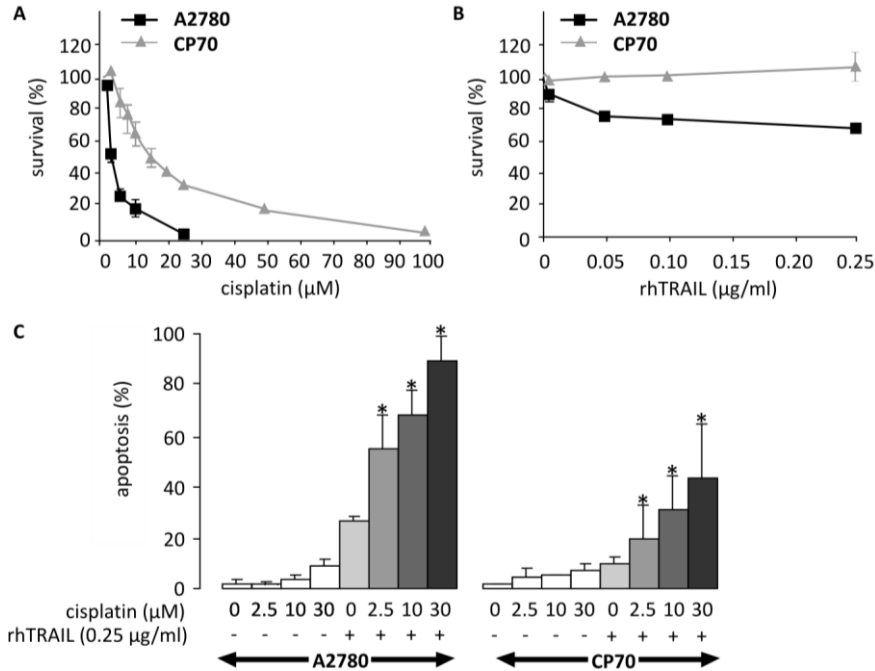 A
A2780
CP70
120
100
80
60
40
20
0
survival (%)
0 10 20 30 40 50 60 70 80 90 100
cisplatin (μM)
B
A2780
CP70
120
100
80
60
40
20
0
survival (%)
0 0.05 0.10 0.15 0.20 0.25
rhTRAIL (μg/ml)
C
100
80
60
40
20
0
apoptosis (%)
* * * * * *
cisplatin (μM) 0 2.5 10 30 0 2.5 10 30 0 2.5 10 30 0 2.5 10 30
rhTRAIL (0.25 μg/ml) - - - - + + + + - - - - + + + +
A2780 CP70